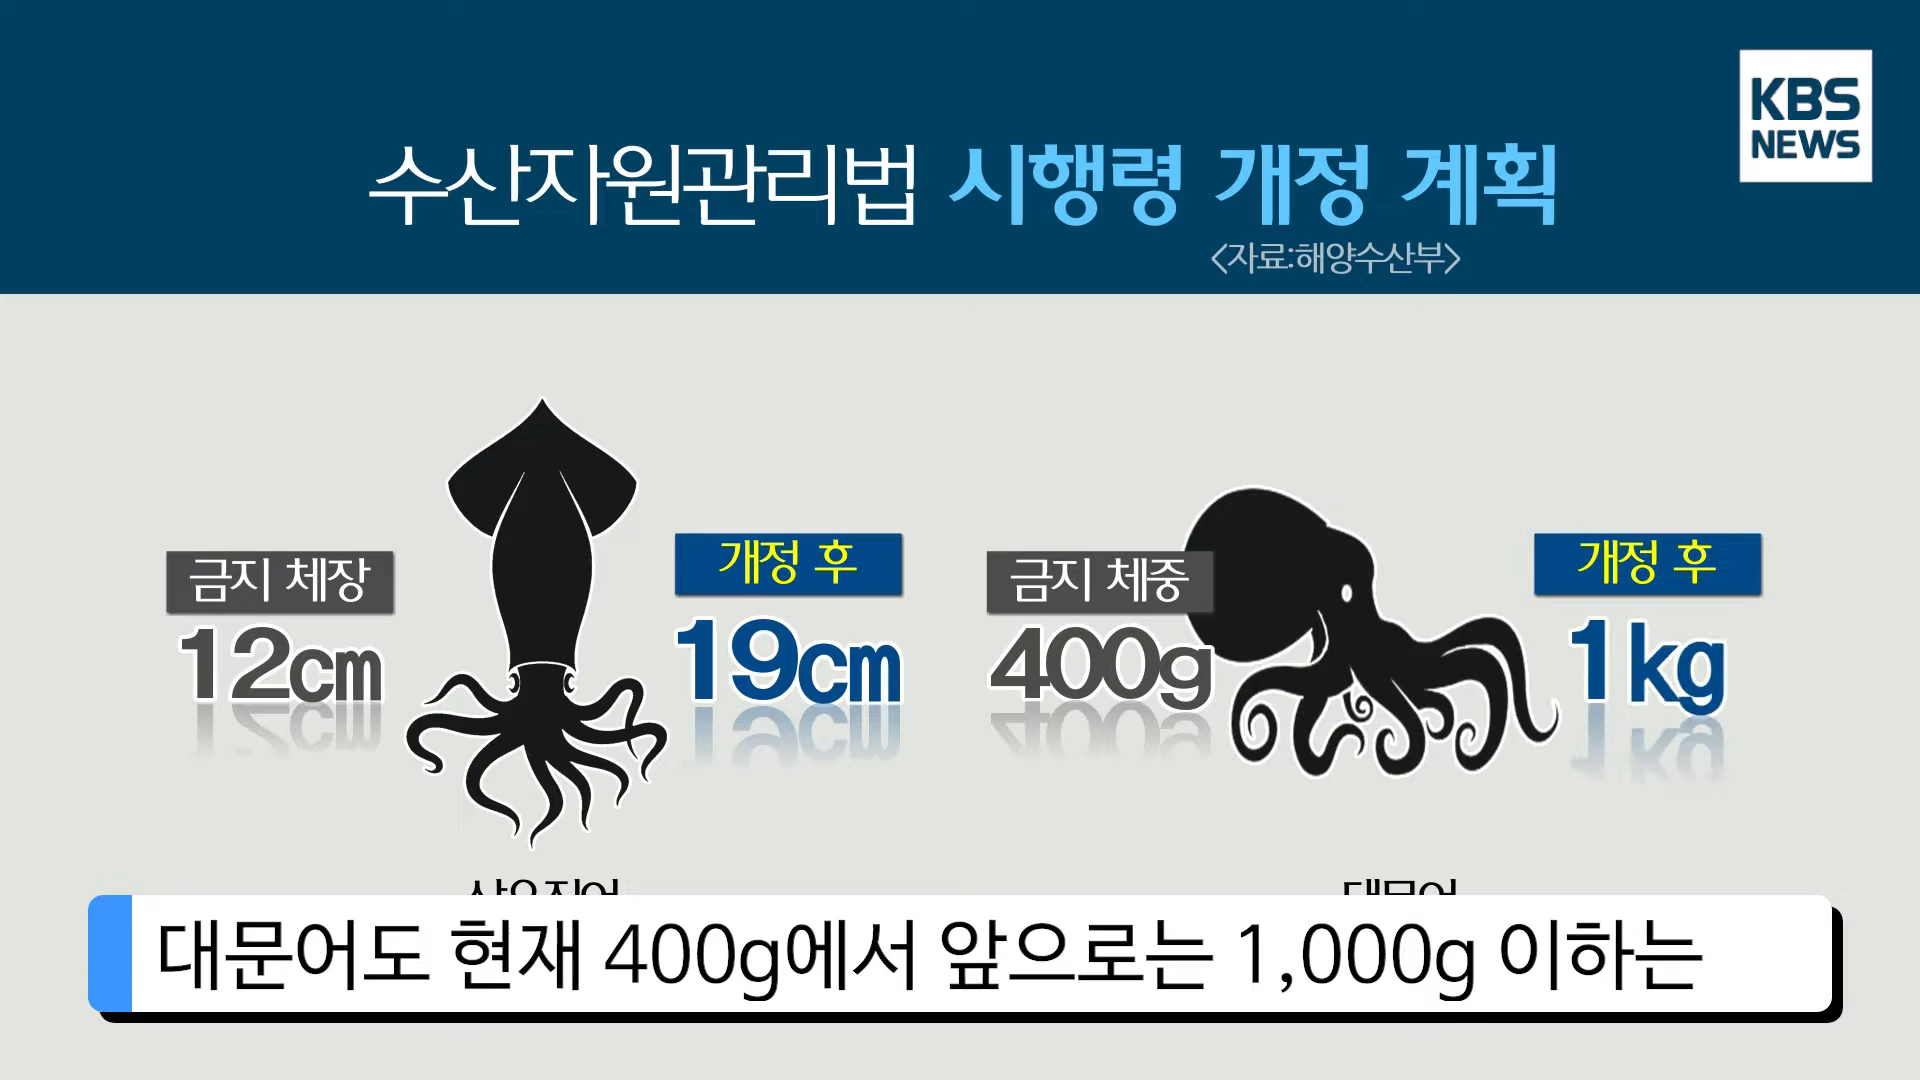 KBS
NEWS
수산자원관리법 시행령 개정 계획
<자료:해양수산부>
금지 체장
12cm
개정 후
19cm
금지 체중
400g
개정 후
1kg
대문어도 현재 400g에서 앞으로는 1,000g 이하는